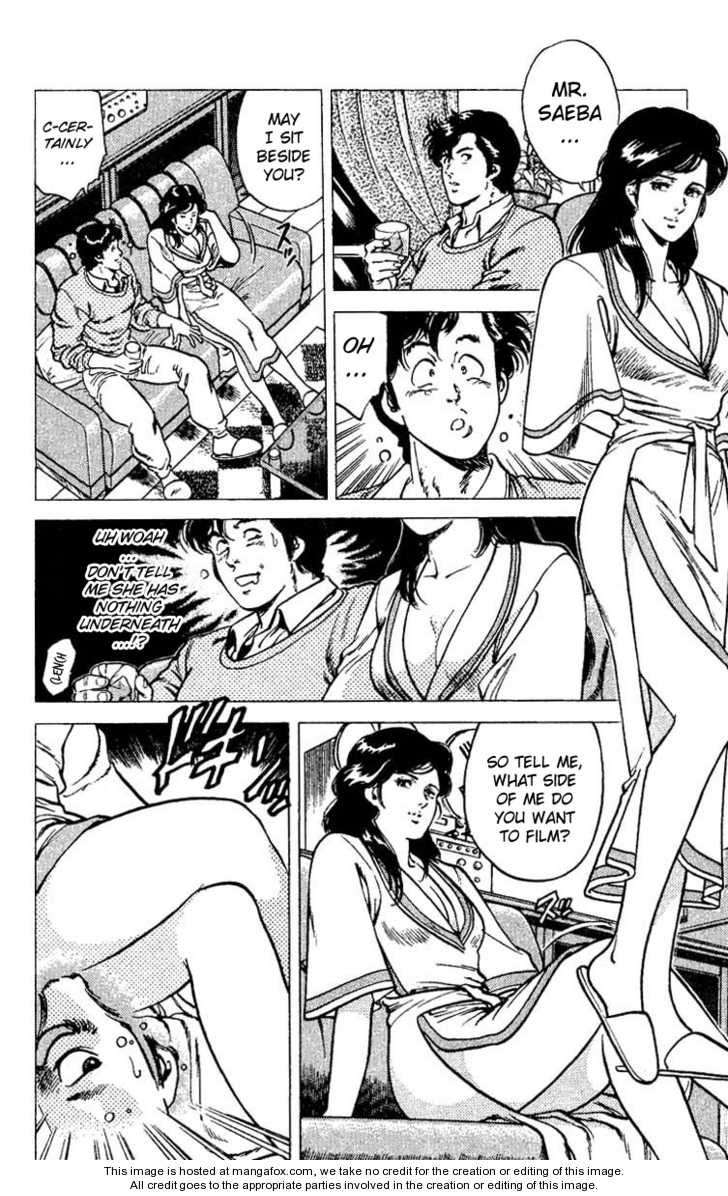 MR.
SAEBA
...
MAY
I SIT
BESIDE
YOU?
C-CER-
TAINLY
...
OH
...
UH WOAH
...
DON'T TELL
ME SHE HAS
NOTHING
UNDERNEATH
...!?
CLENCH
SO TELL ME,
WHAT SIDE
OF ME DO
YOU WANT
TO FILM?
ドキ
This image is hosted at mangafox.com, we take no credit for the creation or editing of this image.
All credit goes to the appropriate parties involved in the creation or editing of this image.